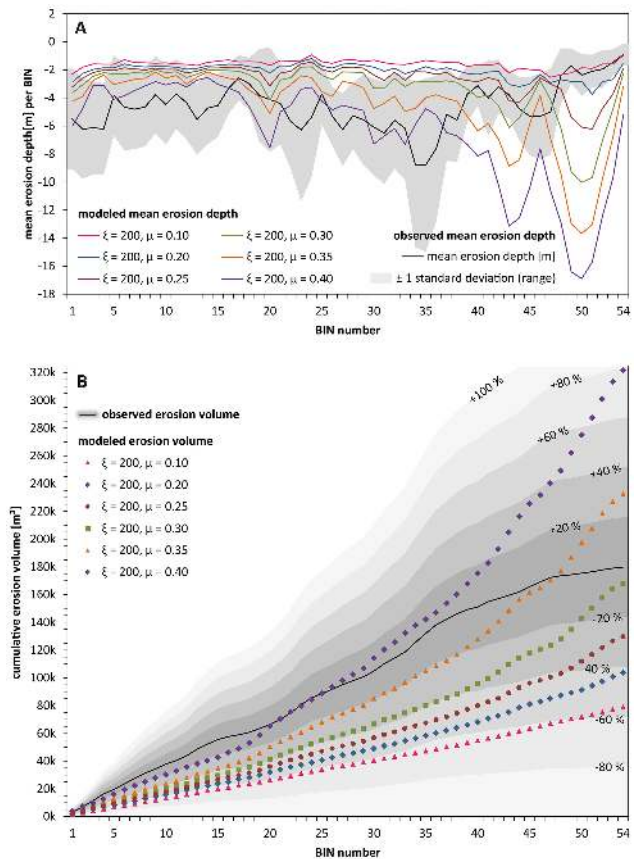 A
mean erosion depth[m] per BIN
2
0
-2
-4
-6
-8
-10
-12
-14
-16
-18
modeled mean erosion depth
ξ = 200, μ = 0.10
ξ = 200, μ = 0.20
ξ = 200, μ = 0.25
ξ = 200, μ = 0.30
ξ = 200, μ = 0.35
ξ = 200, μ = 0.40
observed mean erosion depth
mean erosion depth [m]
± 1 standard deviation (range)
1 5 10 15 20 25 30 35 40 45 50 54
BIN number
B
cumulative erosion volume [m³]
320k
300k
280k
260k
240k
220k
200k
180k
160k
140k
120k
100k
80k
60k
40k
20k
0k
observed erosion volume
modeled erosion volume
ξ = 200, μ = 0.10
ξ = 200, μ = 0.20
ξ = 200, μ = 0.25
ξ = 200, μ = 0.30
ξ = 200, μ = 0.35
ξ = 200, μ = 0.40
+100 %
+80 %
+60 %
+40 %
+20 %
-20 %
40 %
-60 %
-80 %
1 5 10 15 20 25 30 35 40 45 50 54
BIN number